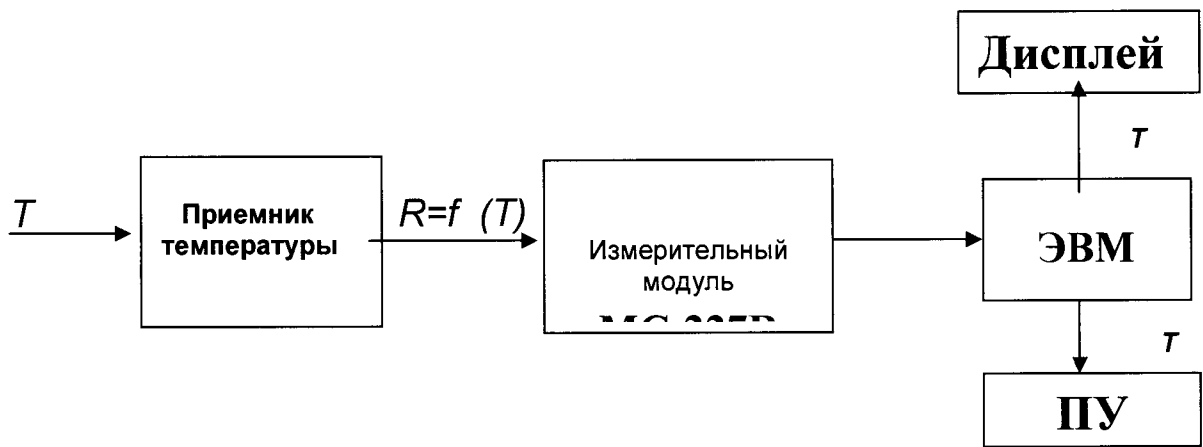 Дисплей
T
T
Приемник
температуры
R=f (T)
Измерительный
модуль
ЭВМ
T
ПУ